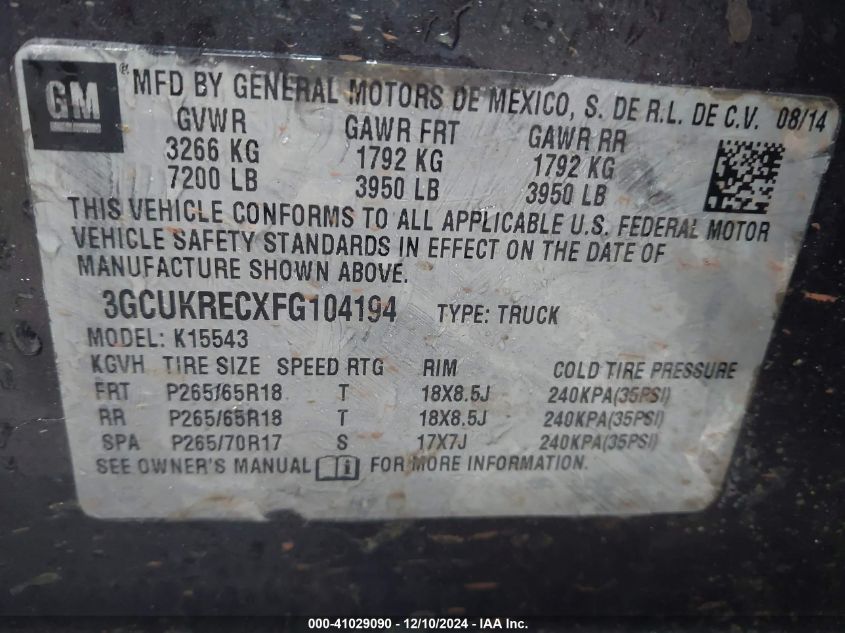 GM
MFD BY GENERAL MOTORS DE MEXICO, S. DE R.L. DE C.V. 08/14
GVWR GAWR FRT GAWR RR
3266 KG 1792 KG 1792 KG
7200 LB 3950 LB 3950 LB
THIS VEHICLE CONFORMS TO ALL APPLICABLE U.S. FEDERAL MOTOR
VEHICLE SAFETY STANDARDS IN EFFECT ON THE DATE OF
MANUFACTURE SHOWN ABOVE.
3GCUKRECXFG104194 TYPE: TRUCK
MODEL: K15543
KGVH TIRE SIZE SPEED RTG RIM COLD TIRE PRESSURE
FRT P265/65R18 T 18X8.5J 240KPA(35PSI)
RR P265/65R18 T 18X8.5J 240KPA(35PSI)
SPA P265/70R17 S 17X7J 240KPA(35PSI)
SEE OWNER'S MANUAL FOR MORE INFORMATION.
000-41029090 - 12/10/2024 - IAA Inc.